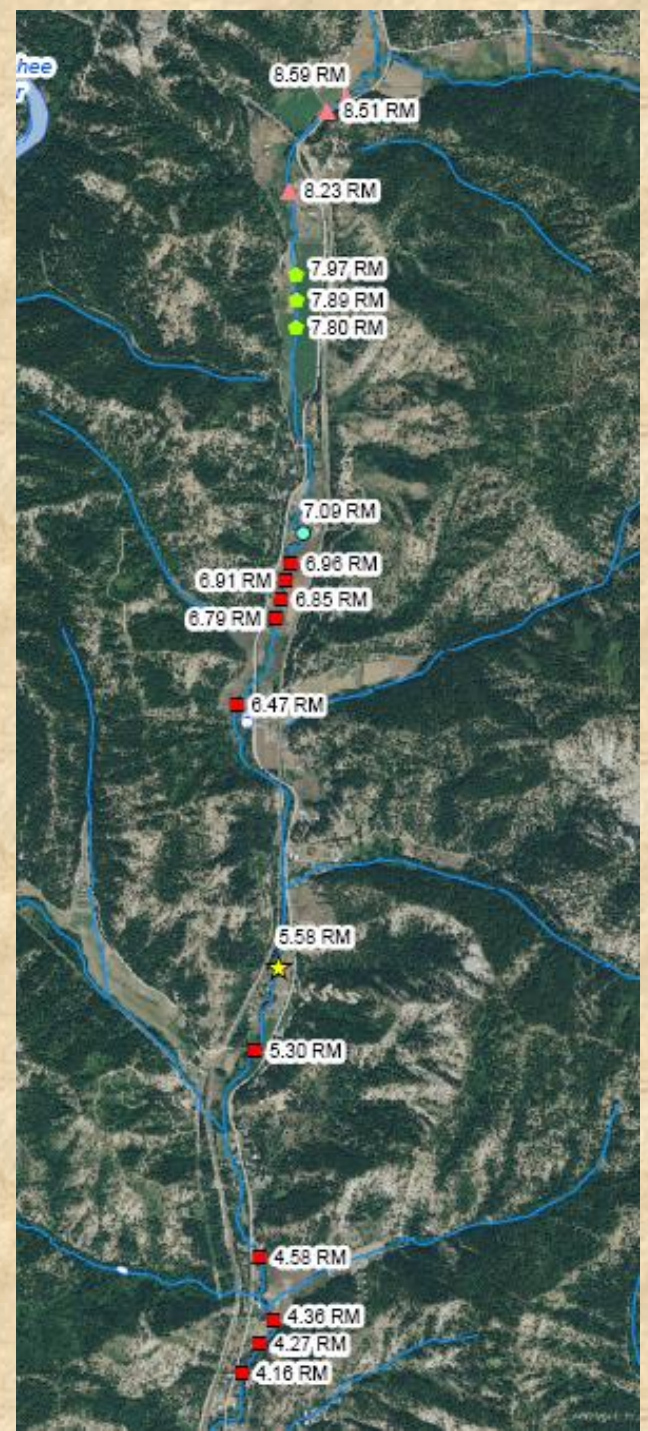 hee
r
8.59 RM
8.51 RM
8.23 RM
7.97 RM
7.89 RM
7.80 RM
7.09 RM
6.96 RM
6.91 RM
6.85 RM
6.79 RM
6.47 RM
5.58 RM
5.30 RM
4.58 RM
4.36 RM
4.27 RM
4.16 RM